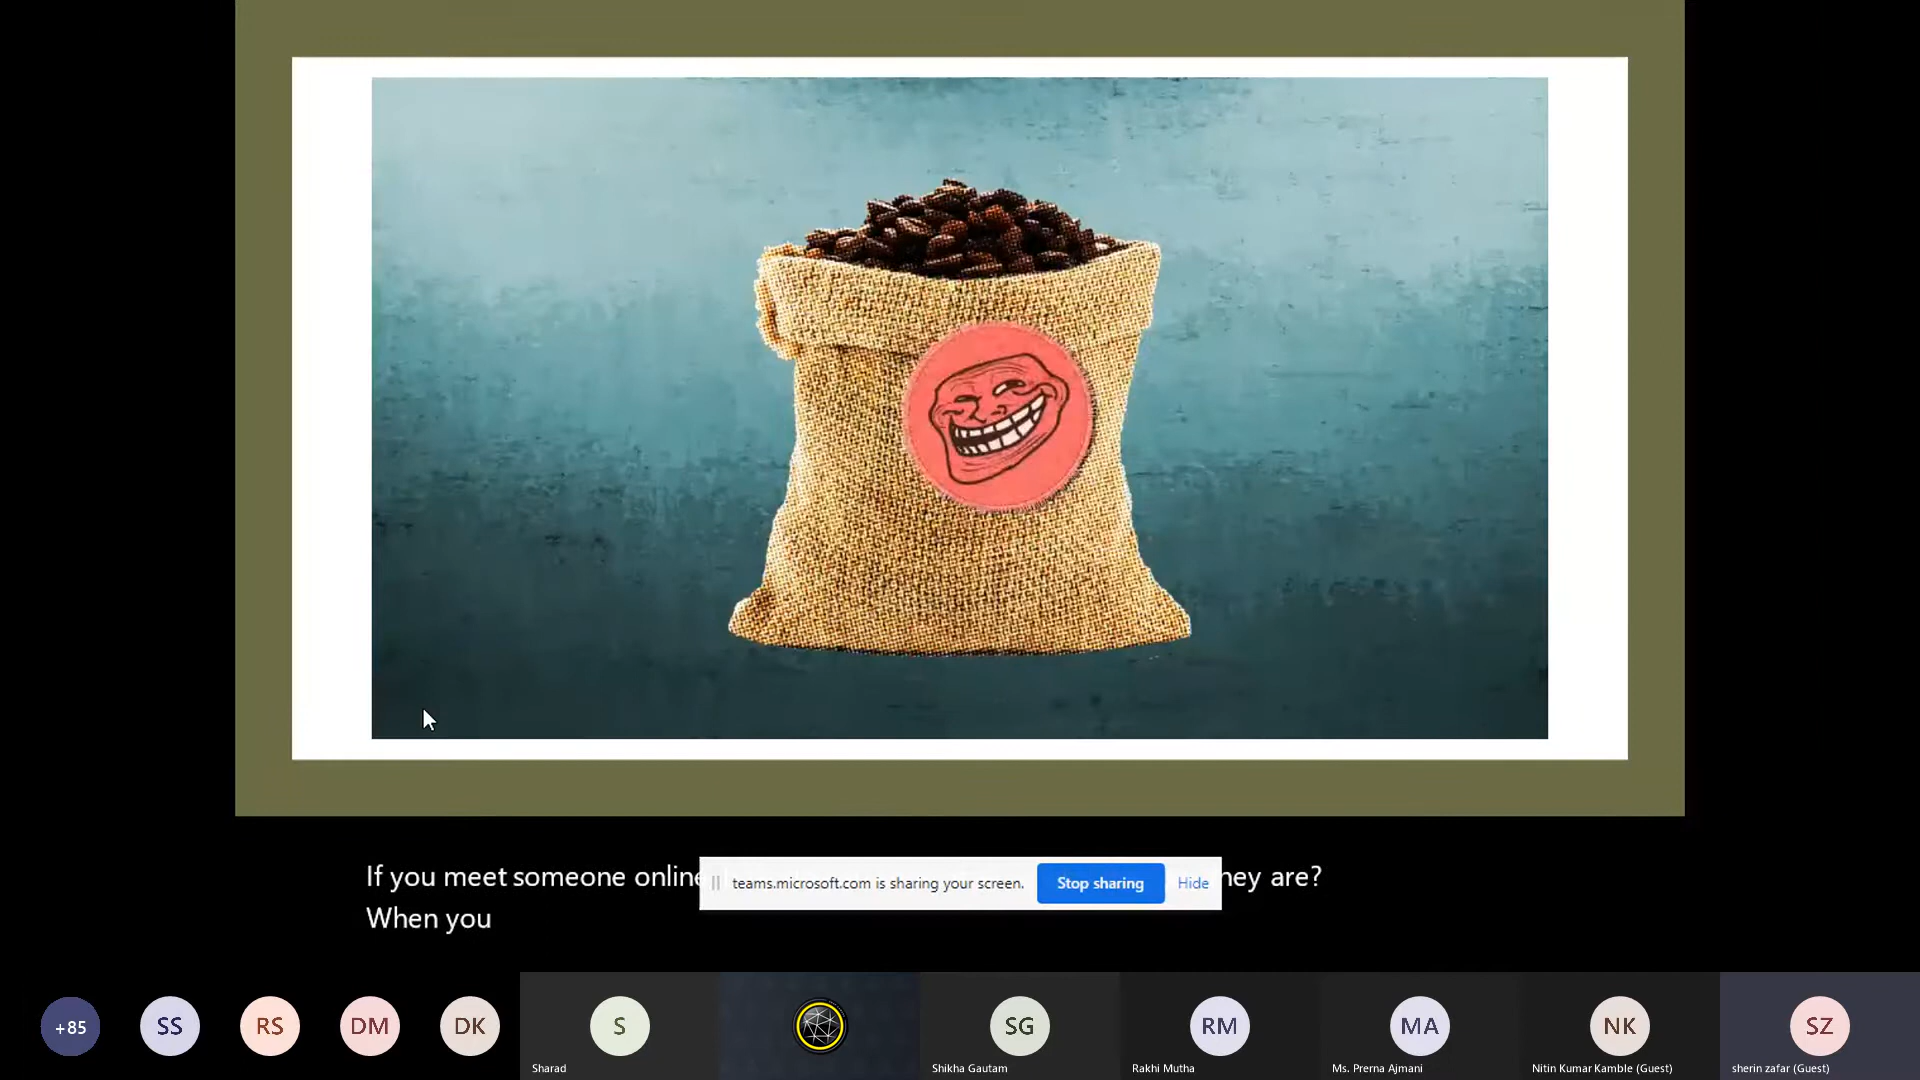 If you meet someone online
hey are?
When you
teams.microsoft.com is sharing your screen.
Stop sharing
Hide
+85
SS
RS
DM
DK
S
SG
RM
MA
NK
SZ
Sharad
Shikha Gautam
Rakhi Mutha
Ms. Prerna Ajmani
Nitin Kumar Kamble (Guest)
sherin zafar (Guest)